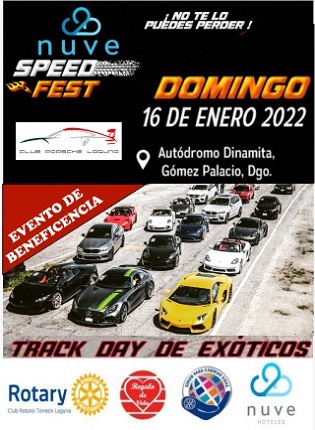 nuve
SPEED
FEST
¡ NO TE LO
PUEDES PERDER !
DOMINGO
16 DE ENERO 2022
CLUB PORSCHE LAGUNA
Autódromo Dinamita,
Gómez Palacio, Dgo.
EVENTO DE
BENEFICENCIA
TRACK DAY DE EXÓTICOS
Rotary
Club Rotario Torreón Laguna
Regalo
de
Vida
nuve
HOTELES